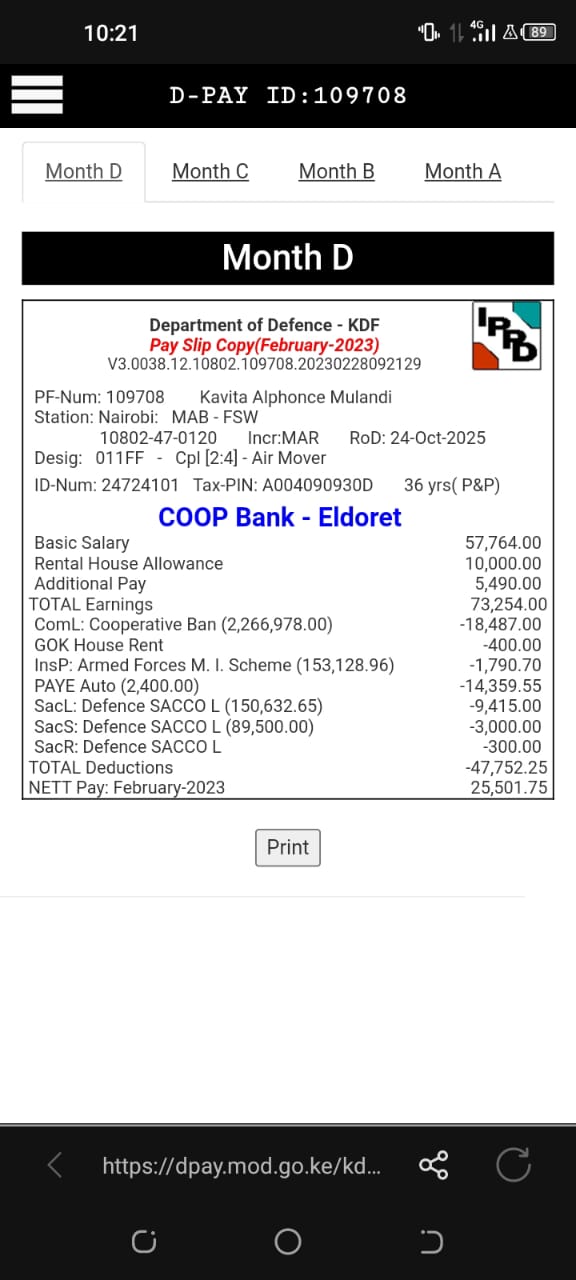 10:21
4G
89
D-PAY ID:109708
Month D Month C Month B Month A
Month D
Department of Defence - KDF
Pay Slip Copy(February-2023)
V3.0038.12.10802.109708.20230228092129
IPPD
PF-Num: 109708 Kavita Alphonce Mulandi
Station: Nairobi: MAB - FSW
10802-47-0120 Incr:MAR RoD: 24-Oct-2025
Desig: 011FF - Cpl [2:4] - Air Mover
ID-Num: 24724101 Tax-PIN: A004090930D 36 yrs( P&P)
COOP Bank - Eldoret
Basic Salary 57,764.00
Rental House Allowance 10,000.00
Additional Pay 5,490.00
TOTAL Earnings 73,254.00
ComL: Cooperative Ban (2,266,978.00) -18,487.00
GOK House Rent -400.00
InsP: Armed Forces M. I. Scheme (153,128.96) -1,790.70
PAYE Auto (2,400.00) -14,359.55
SacL: Defence SACCO L (150,632.65) -9,415.00
SacS: Defence SACCO L (89,500.00) -3,000.00
SacR: Defence SACCO L -300.00
TOTAL Deductions -47,752.25
NETT Pay: February-2023 25,501.75
Print
https://dpay.mod.go.ke/kd...